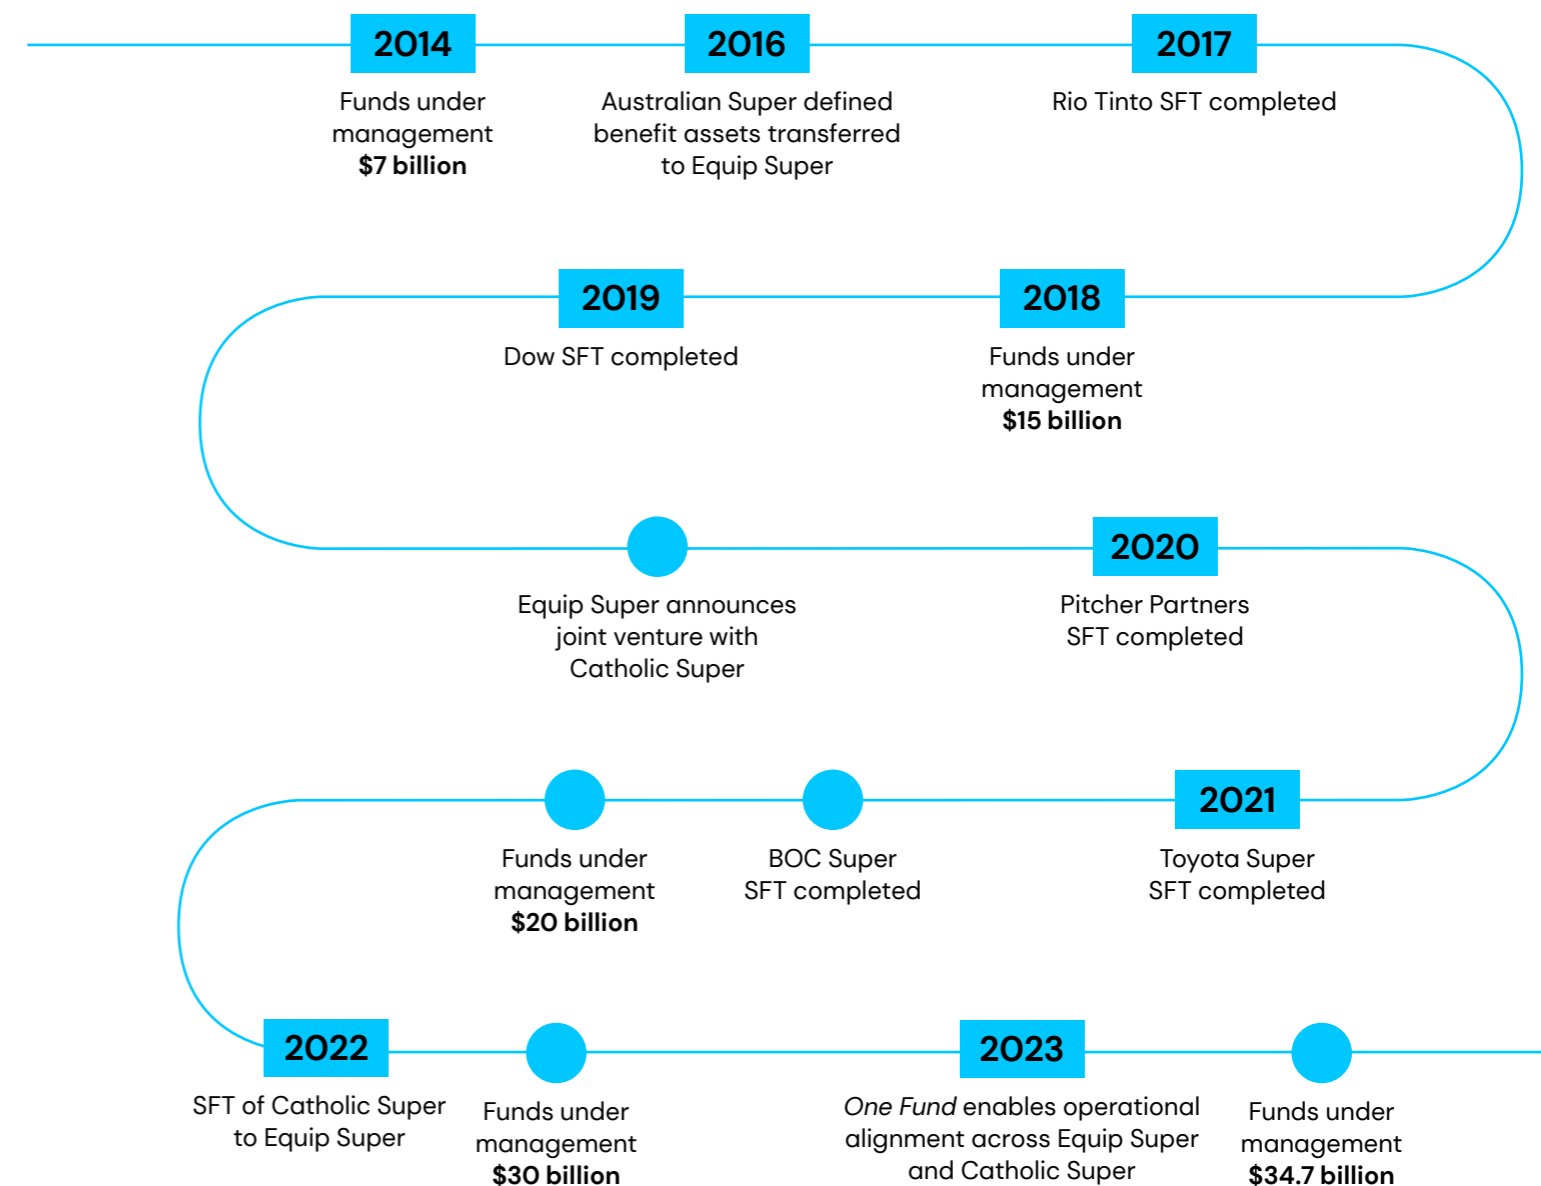 2014
Funds under
management
$7 billion
2016
Australian Super defined
benefit assets transferred
to Equip Super
2017
Rio Tinto SFT completed
2018
Funds under
management
$15 billion
2019
Dow SFT completed
Equip Super announces
joint venture with
Catholic Super
2020
Pitcher Partners
SFT completed
2021
Toyota Super
SFT completed
BOC Super
SFT completed
Funds under
management
$20 billion
2022
SFT of Catholic Super
to Equip Super
Funds under
management
$30 billion
2023
One Fund enables operational
alignment across Equip Super
and Catholic Super
Funds under
management
$34.7 billion